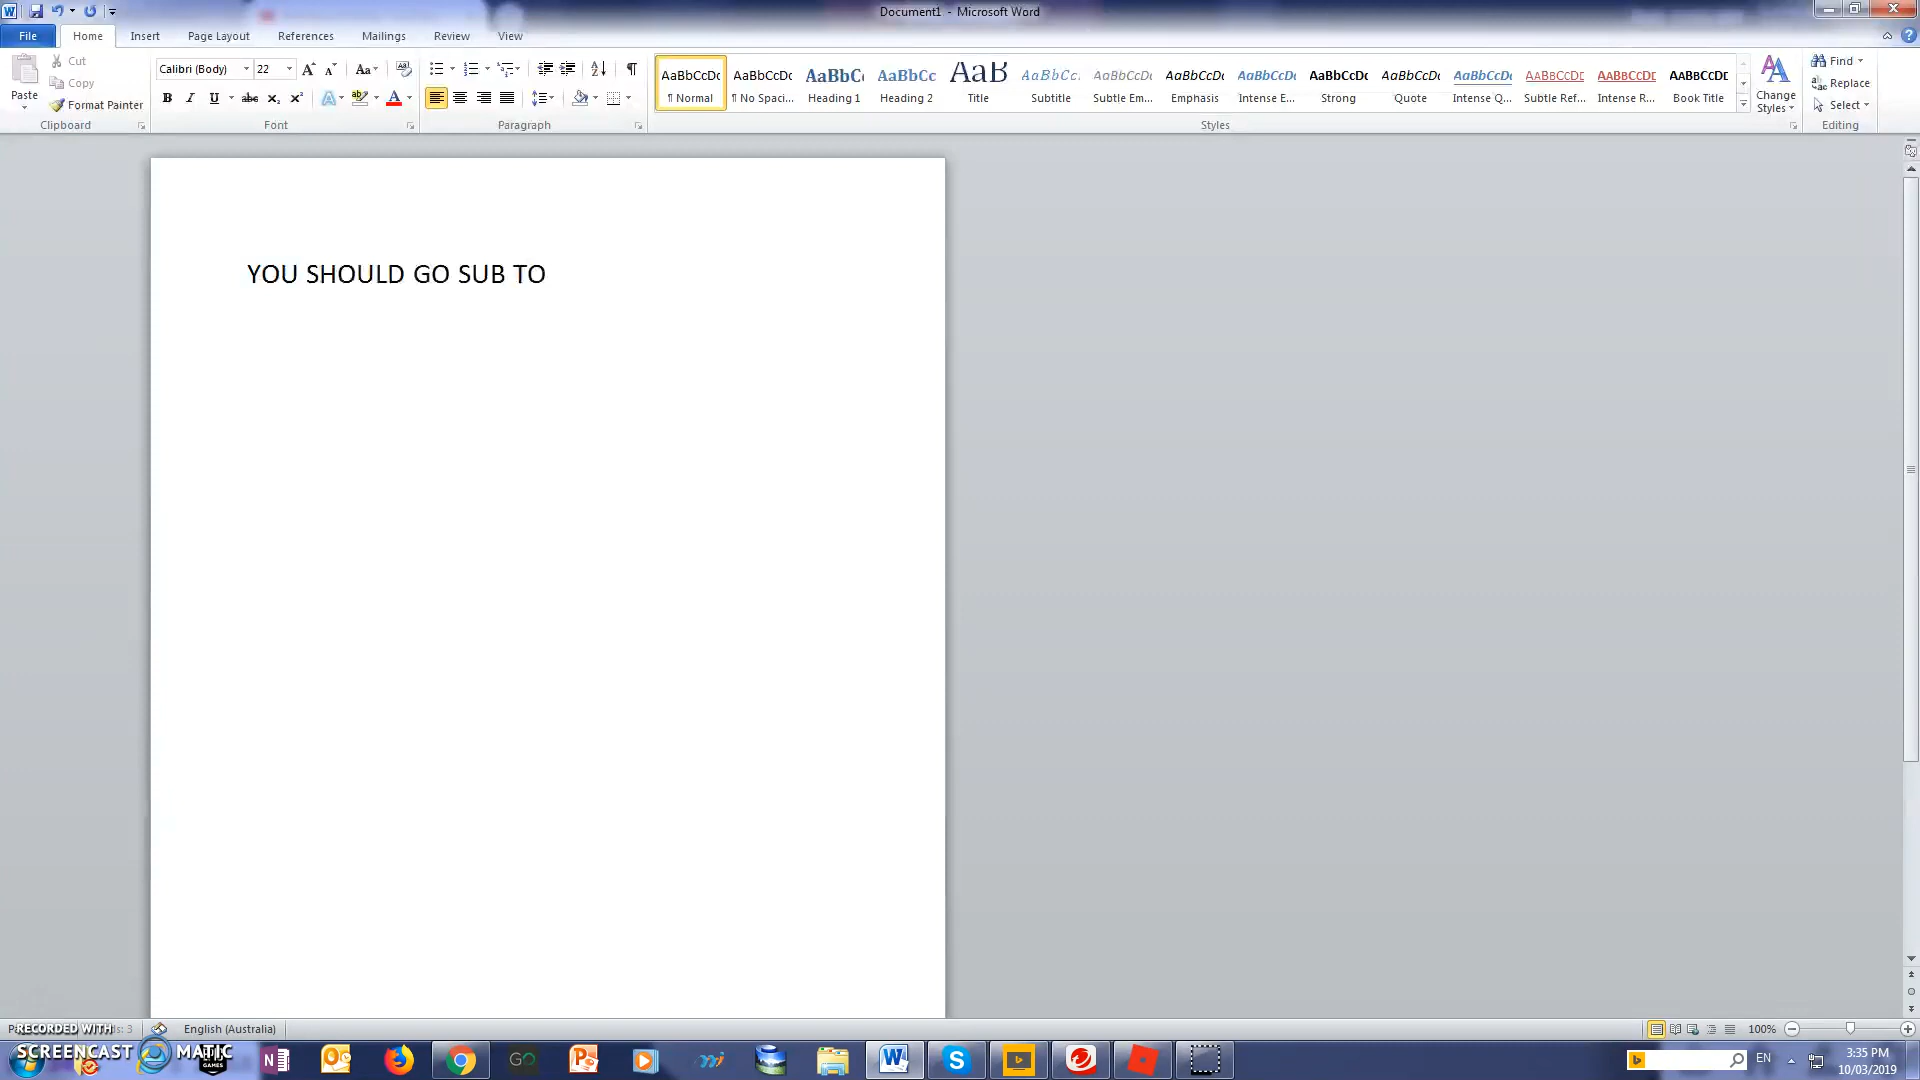 Document1 - Microsoft Word
File Home Insert Page Layout References Mailings Review View
Paste
Cut
Copy
Format Painter
Clipboard
Calibri (Body) 22
Font
Paragraph
AaBbCcDc AaBbCcDc AaBbC AaBbCc AaB AaBbCc. AaBbCcDc AaBbCcDc AaBbCcDc AaBbCcDc AaBbCcDc AaBbCcDc AABBCCDE AABBCCDE AABBCCDE
¶ Normal ¶ No Spaci... Heading 1 Heading 2 Title Subtitle Subtle Em... Emphasis Intense E... Strong Quote Intense Q... Subtle Ref... Intense R... Book Title
Styles
Change
Styles
Find
Replace
Select
Editing
YOU SHOULD GO SUB TO
RECORDED WITH
SCREENCAST MATIC
English (Australia)
100%
GO
EN
3:35 PM
10/03/2019